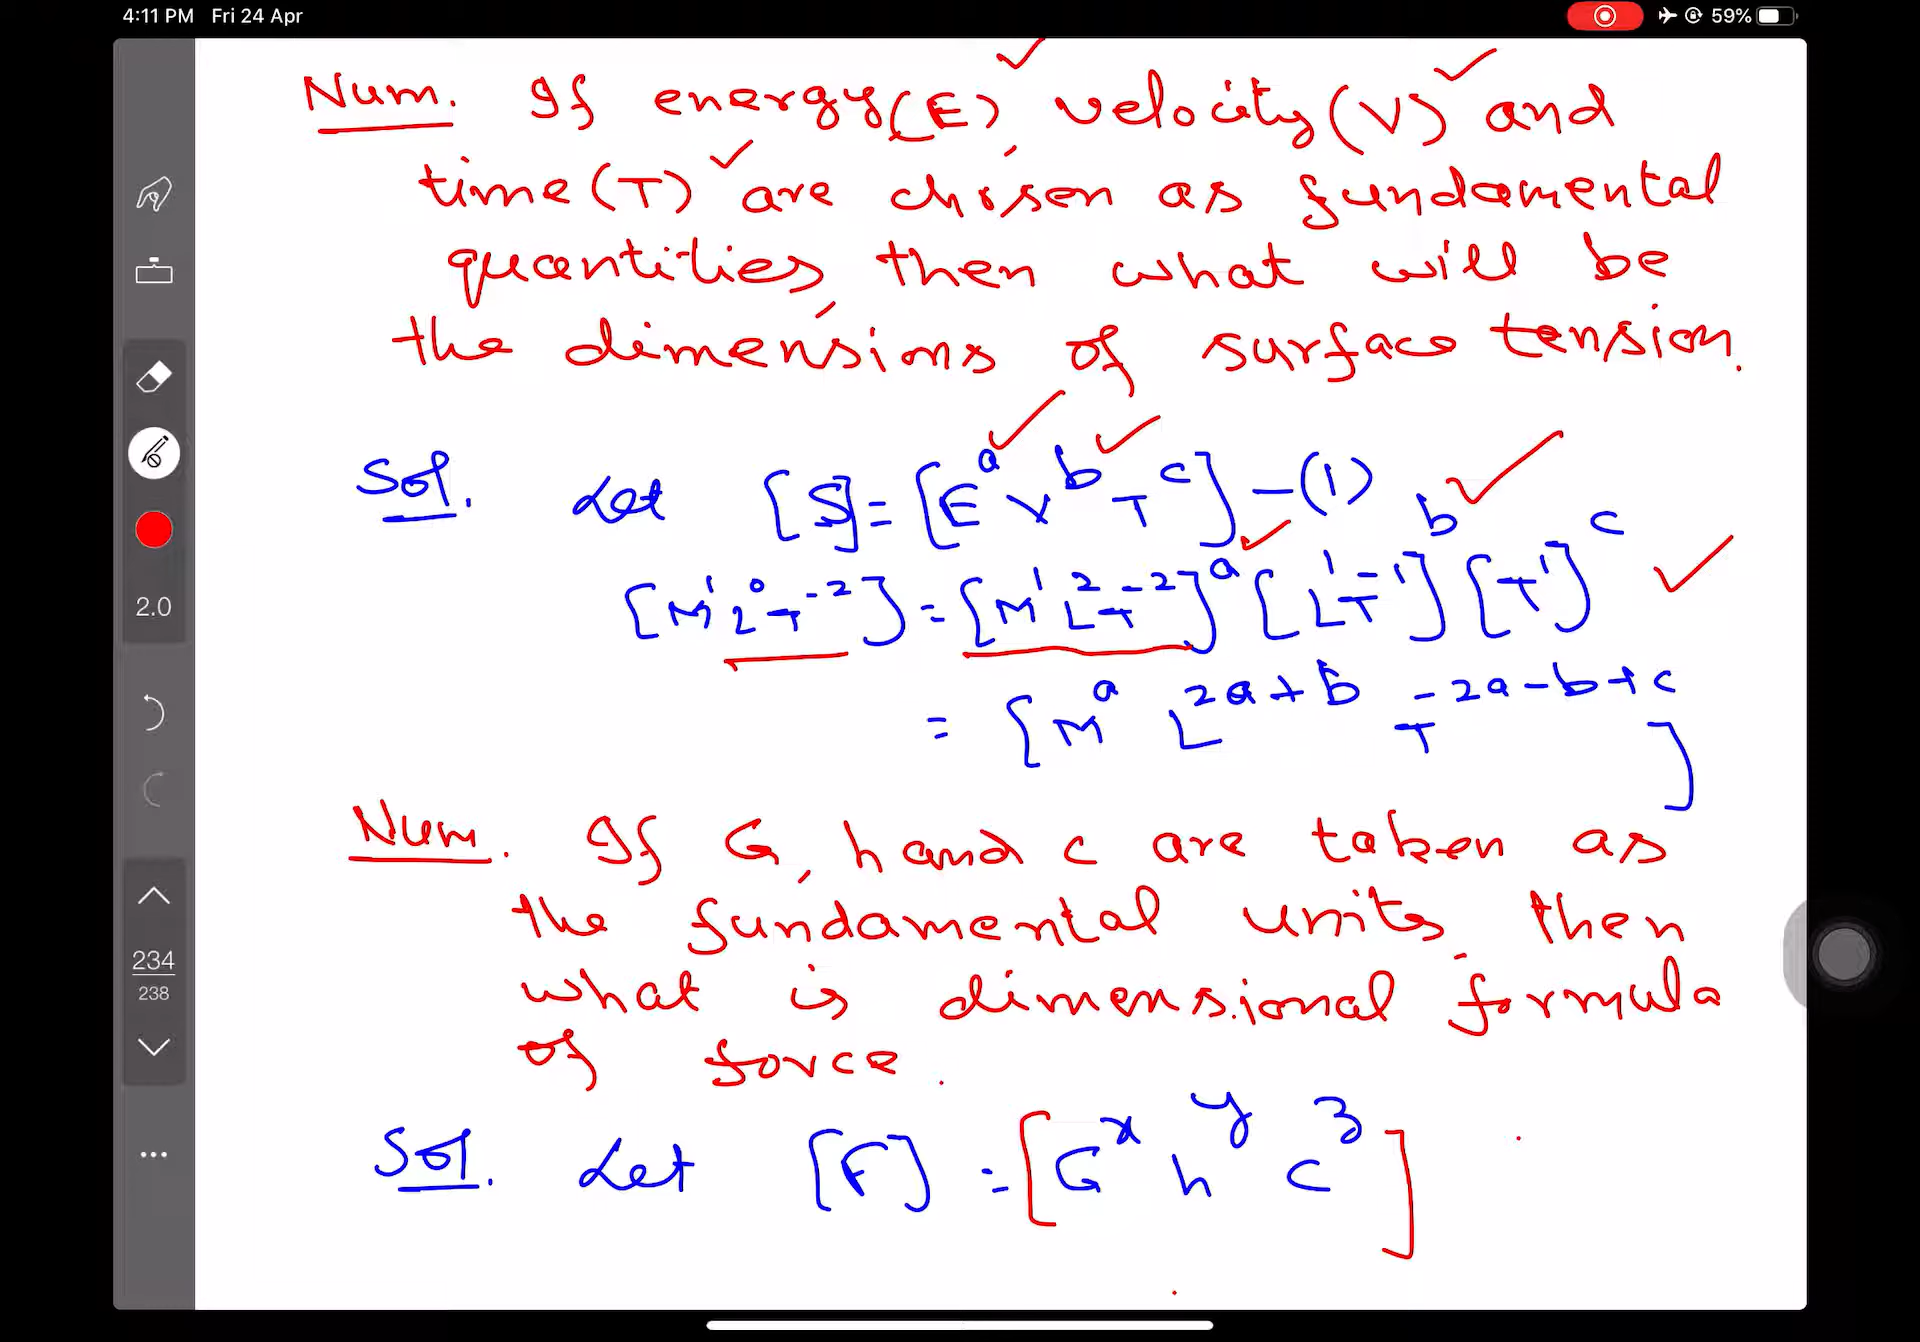 4:11 PM Fri 24 Apr
59%
Num. If energy(E), velocity(V) and
time(T) are chosen as fundamental
quantities, then what will be
the dimensions of surface tension.
Sol. Let [S] = [E^a V^b T^c] - (1)
[M^1 L^0 T^-2] = [M^1 L^2 T^-2]^a [L^1 T^-1]^b [T^1]^c
= [M^a L^2a+b T^-2a-b+c]
Num. If G, h and c are taken as
the fundamental units, then
what is dimensional formula
of force.
Sol. Let [F] = [G^x h^y c^z]
2.0
234
238